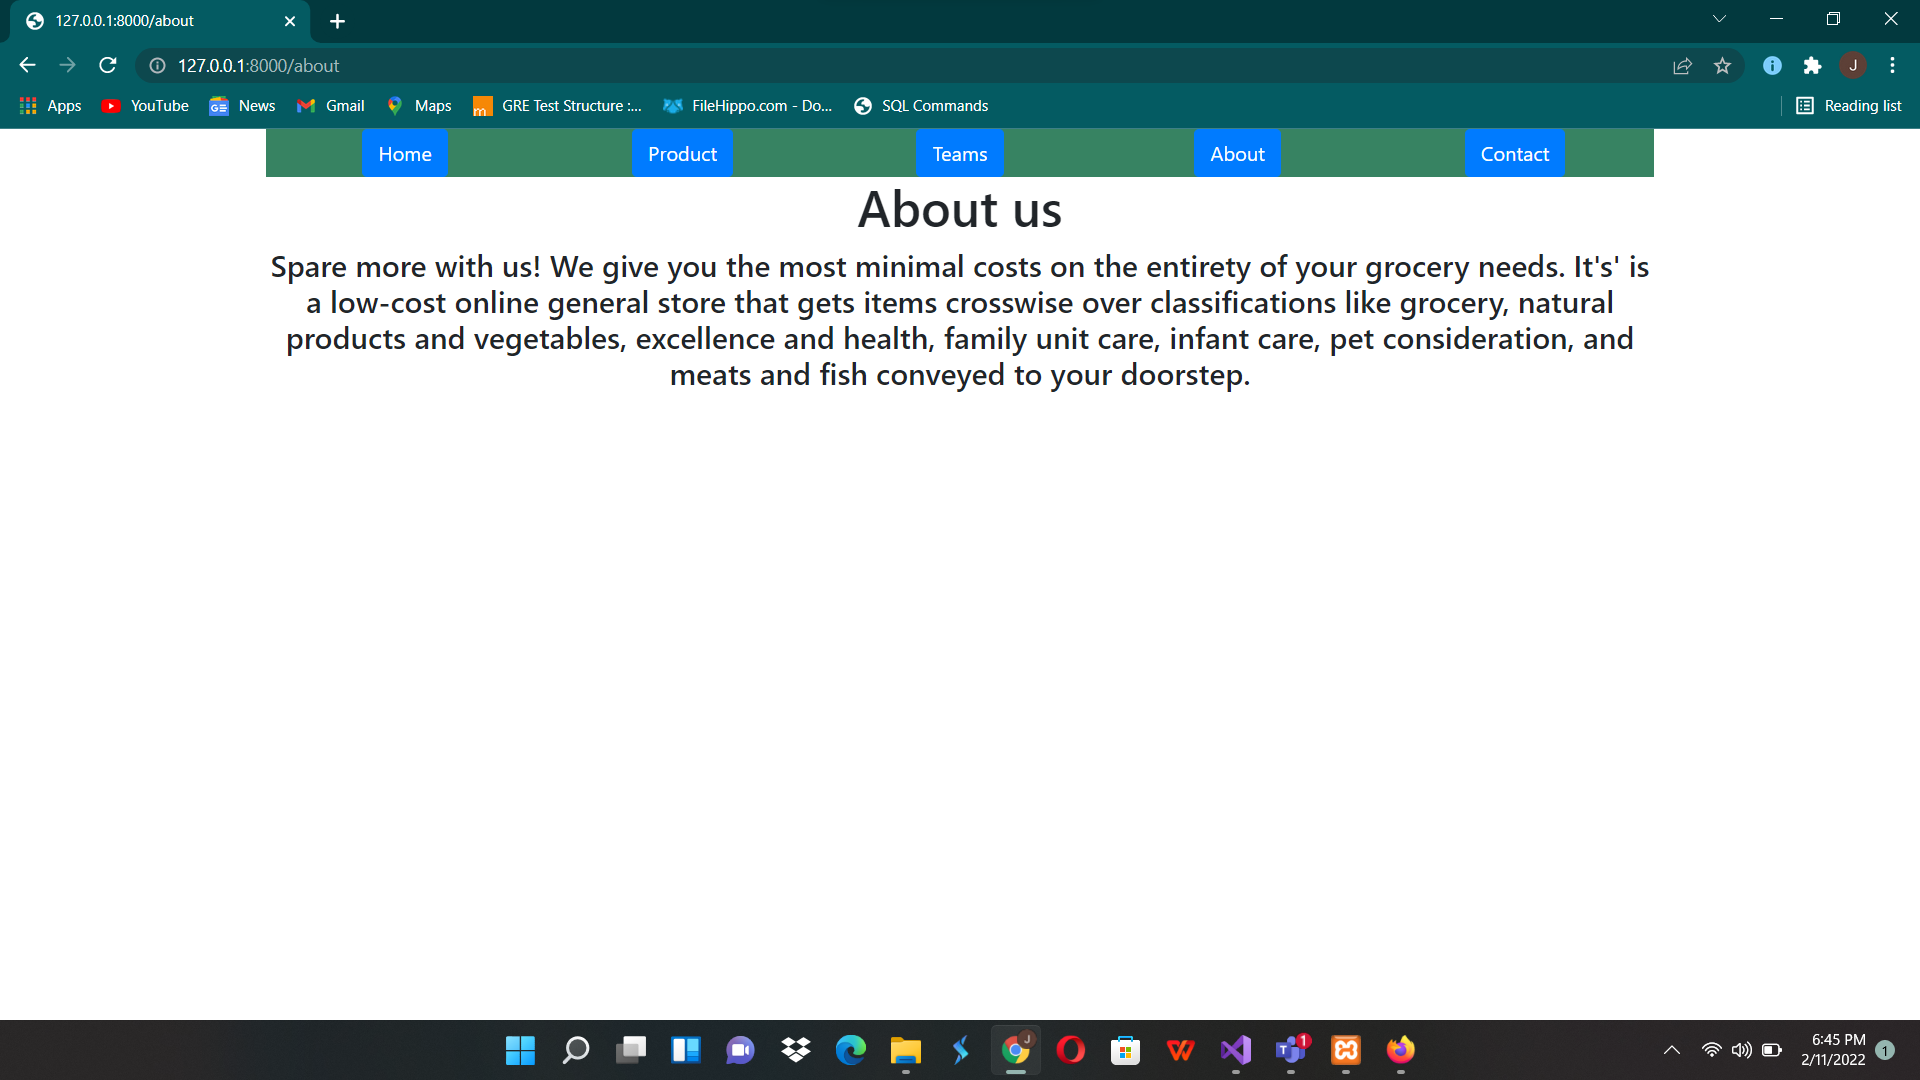 127.0.0.1:8000/about
127.0.0.1:8000/about
J
Apps YouTube News Gmail Maps GRE Test Structure :... FileHippo.com - Do... SQL Commands Reading list
Home Product Teams About Contact
About us
Spare more with us! We give you the most minimal costs on the entirety of your grocery needs. It's' is
a low-cost online general store that gets items crosswise over classifications like grocery, natural
products and vegetables, excellence and health, family unit care, infant care, pet consideration, and
meats and fish conveyed to your doorstep.
J
1
6:45 PM
2/11/2022
1